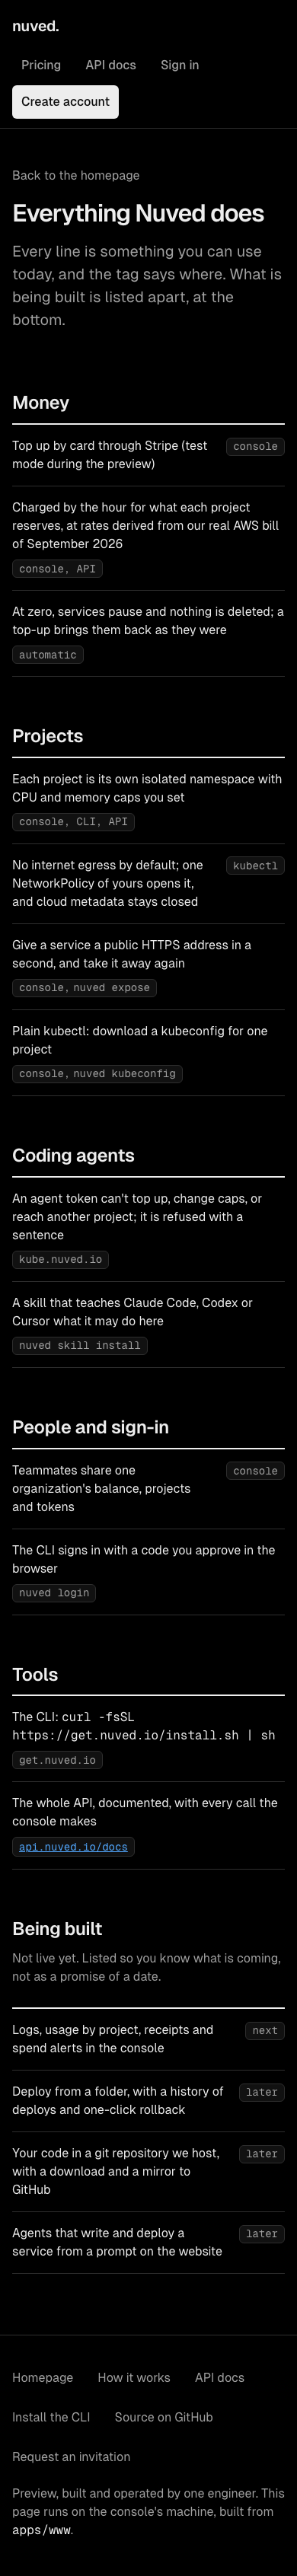 nuved.
Pricing API docs Sign in
Create account
Back to the homepage
Everything Nuved does
Every line is something you can use
today, and the tag says where. What is
being built is listed apart, at the
bottom.
Money
Top up by card through Stripe (test console
mode during the preview)
Charged by the hour for what each project
reserves, at rates derived from our real AWS bill
of September 2026
console, API
At zero, services pause and nothing is deleted; a
top-up brings them back as they were
automatic
Projects
Each project is its own isolated namespace with
CPU and memory caps you set
console, CLI, API
No internet egress by default; one kubectl
NetworkPolicy of yours opens it,
and cloud metadata stays closed
Give a service a public HTTPS address in a
second, and take it away again
console, nuved expose
Plain kubectl: download a kubeconfig for one
project
console, nuved kubeconfig
Coding agents
An agent token can't top up, change caps, or
reach another project; it is refused with a
sentence
kube.nuved.io
A skill that teaches Claude Code, Codex or
Cursor what it may do here
nuved skill install
People and sign-in
Teammates share one console
organization's balance, projects
and tokens
The CLI signs in with a code you approve in the
browser
nuved login
Tools
The CLI: curl -fsSL
https://get.nuved.io/install.sh | sh
get.nuved.io
The whole API, documented, with every call the
console makes
api.nuved.io/docs
Being built
Not live yet. Listed so you know what is coming,
not as a promise of a date.
Logs, usage by project, receipts and next
spend alerts in the console
Deploy from a folder, with a history of later
deploys and one-click rollback
Your code in a git repository we host, later
with a download and a mirror to
GitHub
Agents that write and deploy a later
service from a prompt on the website
Homepage How it works API docs
Install the CLI Source on GitHub
Request an invitation
Preview, built and operated by one engineer. This
page runs on the console's machine, built from
apps/www.